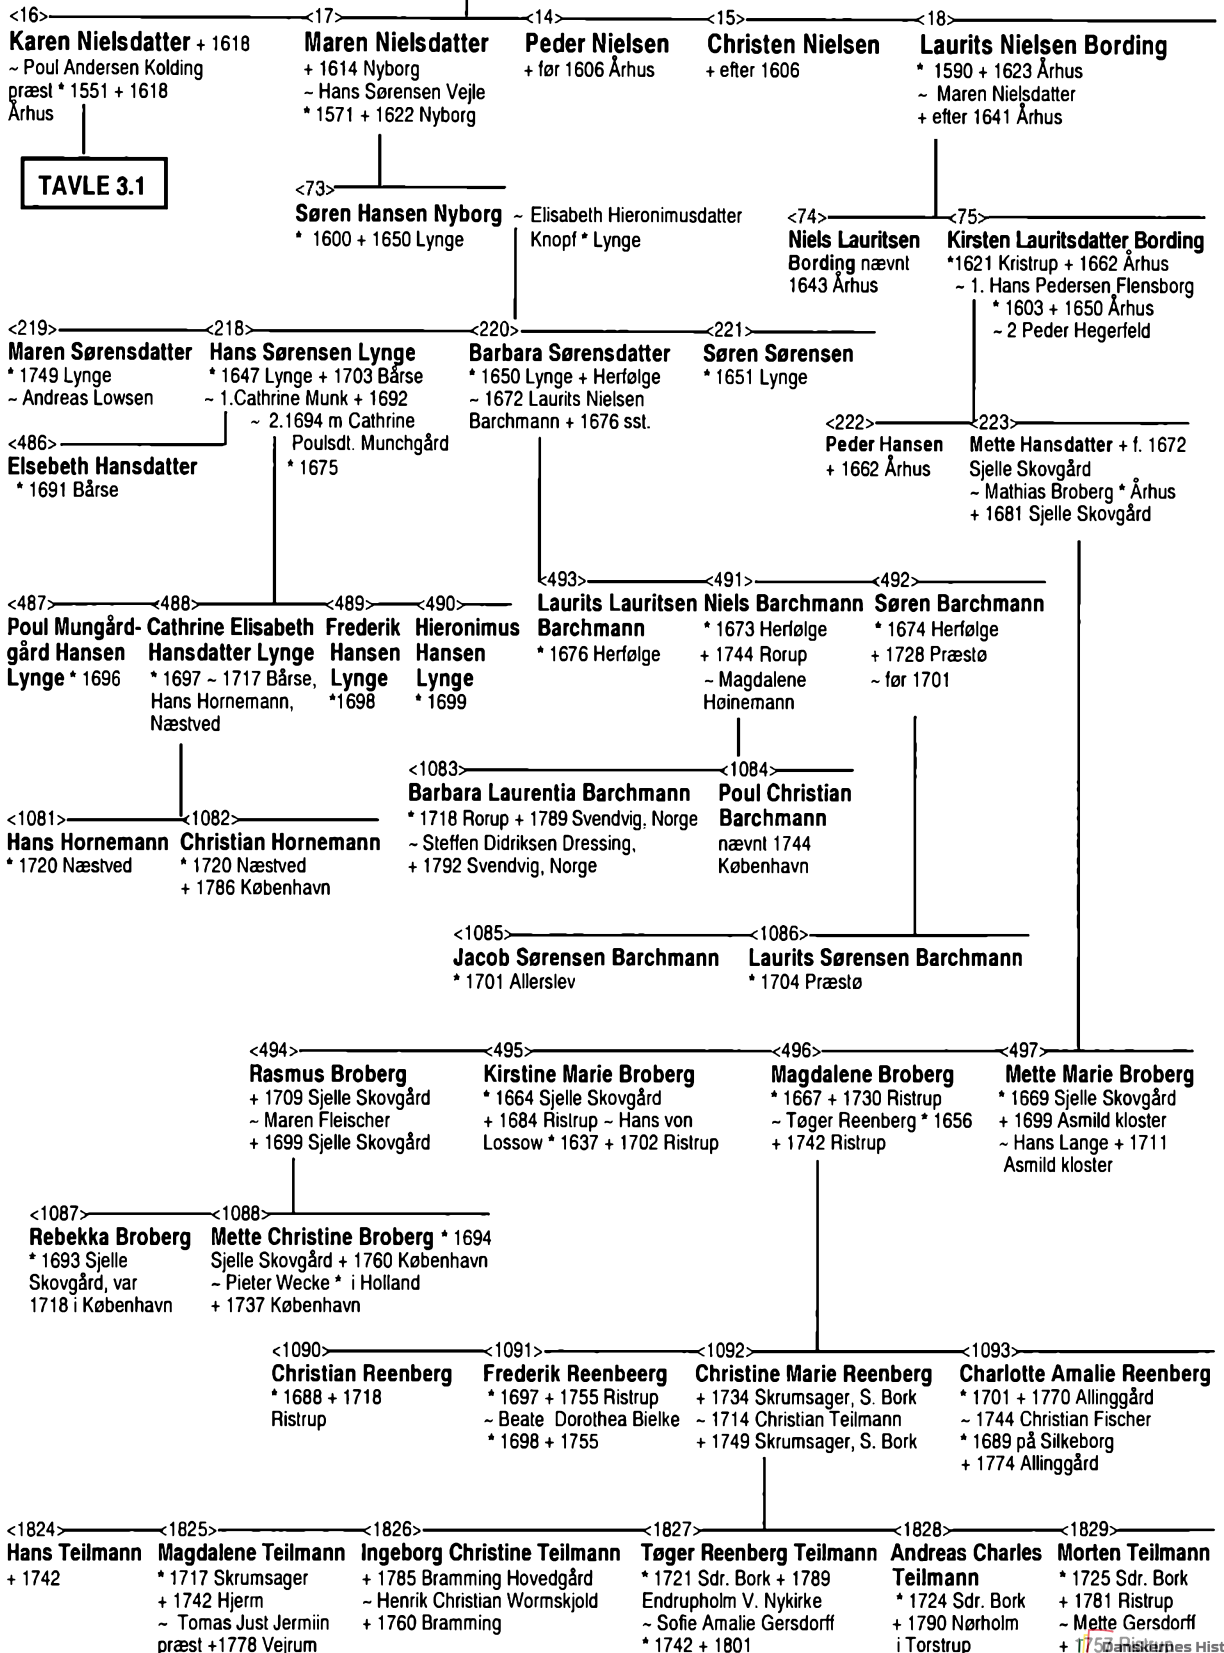 <16>
Karen Nielsdatter + 1618
~ Poul Andersen Kolding
præst * 1551 + 1618
Århus
TAVLE 3.1
<17>
Maren Nielsdatter
+ 1614 Nyborg
~ Hans Sørensen Vejle
* 1571 + 1622 Nyborg
<14>
Peder Nielsen
+ før 1606 Århus
<15>
Christen Nielsen
+ efter 1606
<18>
Laurits Nielsen Bording
* 1590 + 1623 Århus
~ Maren Nielsdatter
+ efter 1641 Århus
<73>
Søren Hansen Nyborg ~ Elisabeth Hieronimusdatter
* 1600 + 1650 Lynge Knopf * Lynge
<74>
Niels Lauritsen
Bording nævnt
1643 Århus
<75>
Kirsten Lauritsdatter Bording
*1621 Kristrup + 1662 Århus
~ 1. Hans Pedersen Flensborg
* 1603 + 1650 Århus
~ 2 Peder Hegerfeld
<219>
Maren Sørensdatter
* 1749 Lynge
~ Andreas Lowsen
<218>
Hans Sørensen Lynge
* 1647 Lynge + 1703 Bårse
~ 1.Cathrine Munk + 1692
~ 2.1694 m Cathrine
Poulsdt. Munchgård
* 1675
<220>
Barbara Sørensdatter
* 1650 Lynge + Herfølge
~ 1672 Laurits Nielsen
Barchmann + 1676 sst.
<221>
Søren Sørensen
* 1651 Lynge
<486>
Elsebeth Hansdatter
* 1691 Bårse
<222>
Peder Hansen
+ 1662 Århus
<223>
Mette Hansdatter + f. 1672
Sjelle Skovgård
~ Mathias Broberg * Århus
+ 1681 Sjelle Skovgård
<487>
Poul Mungård-
gård Hansen
Lynge * 1696
<488>
Cathrine Elisabeth
Hansdatter Lynge
* 1697 ~ 1717 Bårse,
Hans Hornemann,
Næstved
<489>
Frederik
Hansen
Lynge
*1698
<490>
Hieronimus
Hansen
Lynge
* 1699
<493>
Laurits Lauritsen
Barchmann
* 1676 Herfølge
<491>
Niels Barchmann
* 1673 Herfølge
+ 1744 Rorup
~ Magdalene
Høinemann
<492>
Søren Barchmann
* 1674 Herfølge
+ 1728 Præstø
~ før 1701
<1081>
Hans Hornemann
* 1720 Næstved
<1082>
Christian Hornemann
* 1720 Næstved
+ 1786 København
<1083>
Barbara Laurentia Barchmann
* 1718 Rorup + 1789 Svendvig, Norge
~ Steffen Didriksen Dressing,
+ 1792 Svendvig, Norge
<1084>
Poul Christian
Barchmann
nævnt 1744
København
<1085>
Jacob Sørensen Barchmann
* 1701 Allerslev
<1086>
Laurits Sørensen Barchmann
* 1704 Præstø
<494>
Rasmus Broberg
+ 1709 Sjelle Skovgård
~ Maren Fleischer
+ 1699 Sjelle Skovgård
<495>
Kirstine Marie Broberg
* 1664 Sjelle Skovgård
+ 1684 Ristrup ~ Hans von
Lossow * 1637 + 1702 Ristrup
<496>
Magdalene Broberg
* 1667 + 1730 Ristrup
~ Tøger Reenberg * 1656
+ 1742 Ristrup
<497>
Mette Marie Broberg
* 1669 Sjelle Skovgård
+ 1699 Asmild kloster
~ Hans Lange + 1711
Asmild kloster
<1087>
Rebekka Broberg
* 1693 Sjelle
Skovgård, var
1718 i København
<1088>
Mette Christine Broberg * 1694
Sjelle Skovgård + 1760 København
~ Pieter Wecke * i Holland
+ 1737 København
<1090>
Christian Reenberg
* 1688 + 1718
Ristrup
<1091>
Frederik Reenbeerg
* 1697 + 1755 Ristrup
~ Beate Dorothea Bielke
* 1698 + 1755
<1092>
Christine Marie Reenberg
+ 1734 Skrumsager, S. Bork
~ 1714 Christian Teilmann
+ 1749 Skrumsager, S. Bork
<1093>
Charlotte Amalie Reenberg
* 1701 + 1770 Allinggård
~ 1744 Christian Fischer
* 1689 på Silkeborg
+ 1774 Allinggård
<1824>
Hans Teilmann
+ 1742
<1825>
Magdalene Teilmann
* 1717 Skrumsager
+ 1742 Hjerm
~ Tomas Just Jermiin
præst +1778 Vejrum
<1826>
Ingeborg Christine Teilmann
+ 1785 Bramming Hovedgård
~ Henrik Christian Wormskjold
+ 1760 Bramming
<1827>
Tøger Reenberg Teilmann
* 1721 Sdr. Bork + 1789
Endrupholm V. Nykirke
~ Sofie Amalie Gersdorff
* 1742 + 1801
<1828>
Andreas Charles
Teilmann
* 1724 Sdr. Bork
+ 1790 Nørholm
i Torstrup
<1829>
Morten Teilmann
* 1725 Sdr. Bork
+ 1781 Ristrup
~ Mette Gersdorff
+ 1757 Ristrup
Danskernes Hist